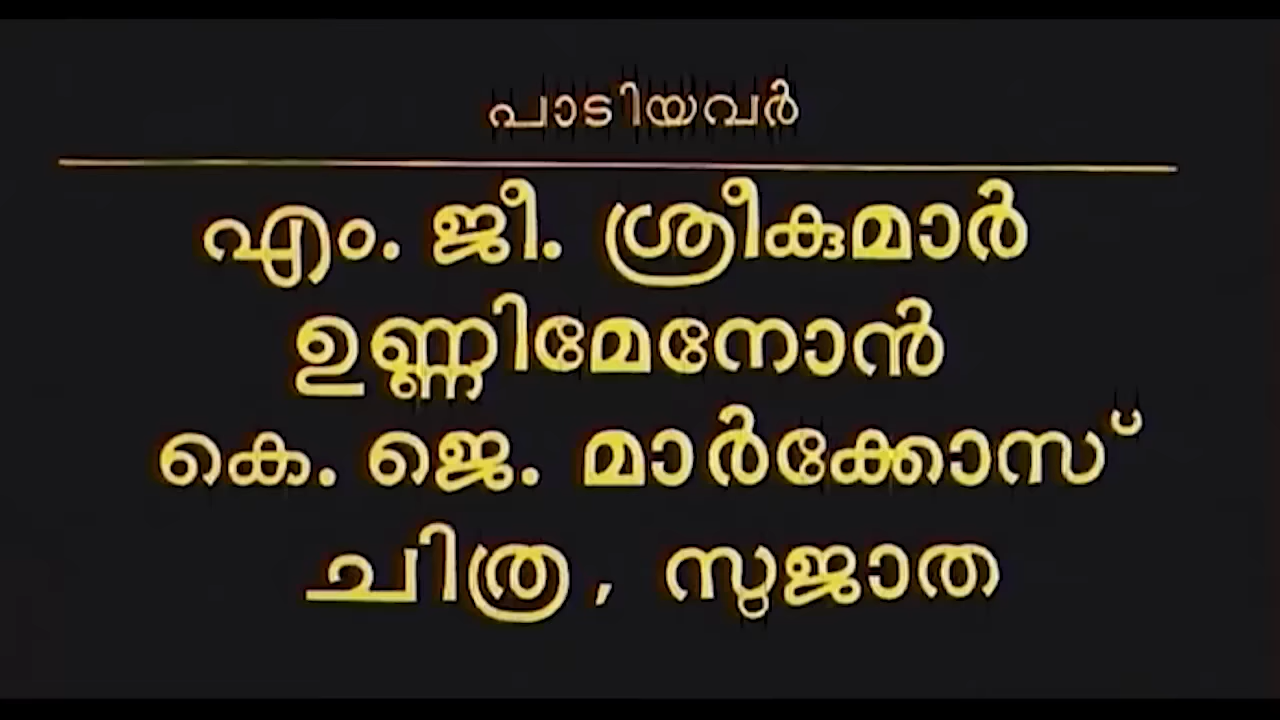 പാടിയവർ
എം. ജീ. ശ്രീകുമാർ
ഉണ്ണിമേനോൻ
കെ. ജെ. മാർക്കോസ്
ചിത്ര, സുജാത